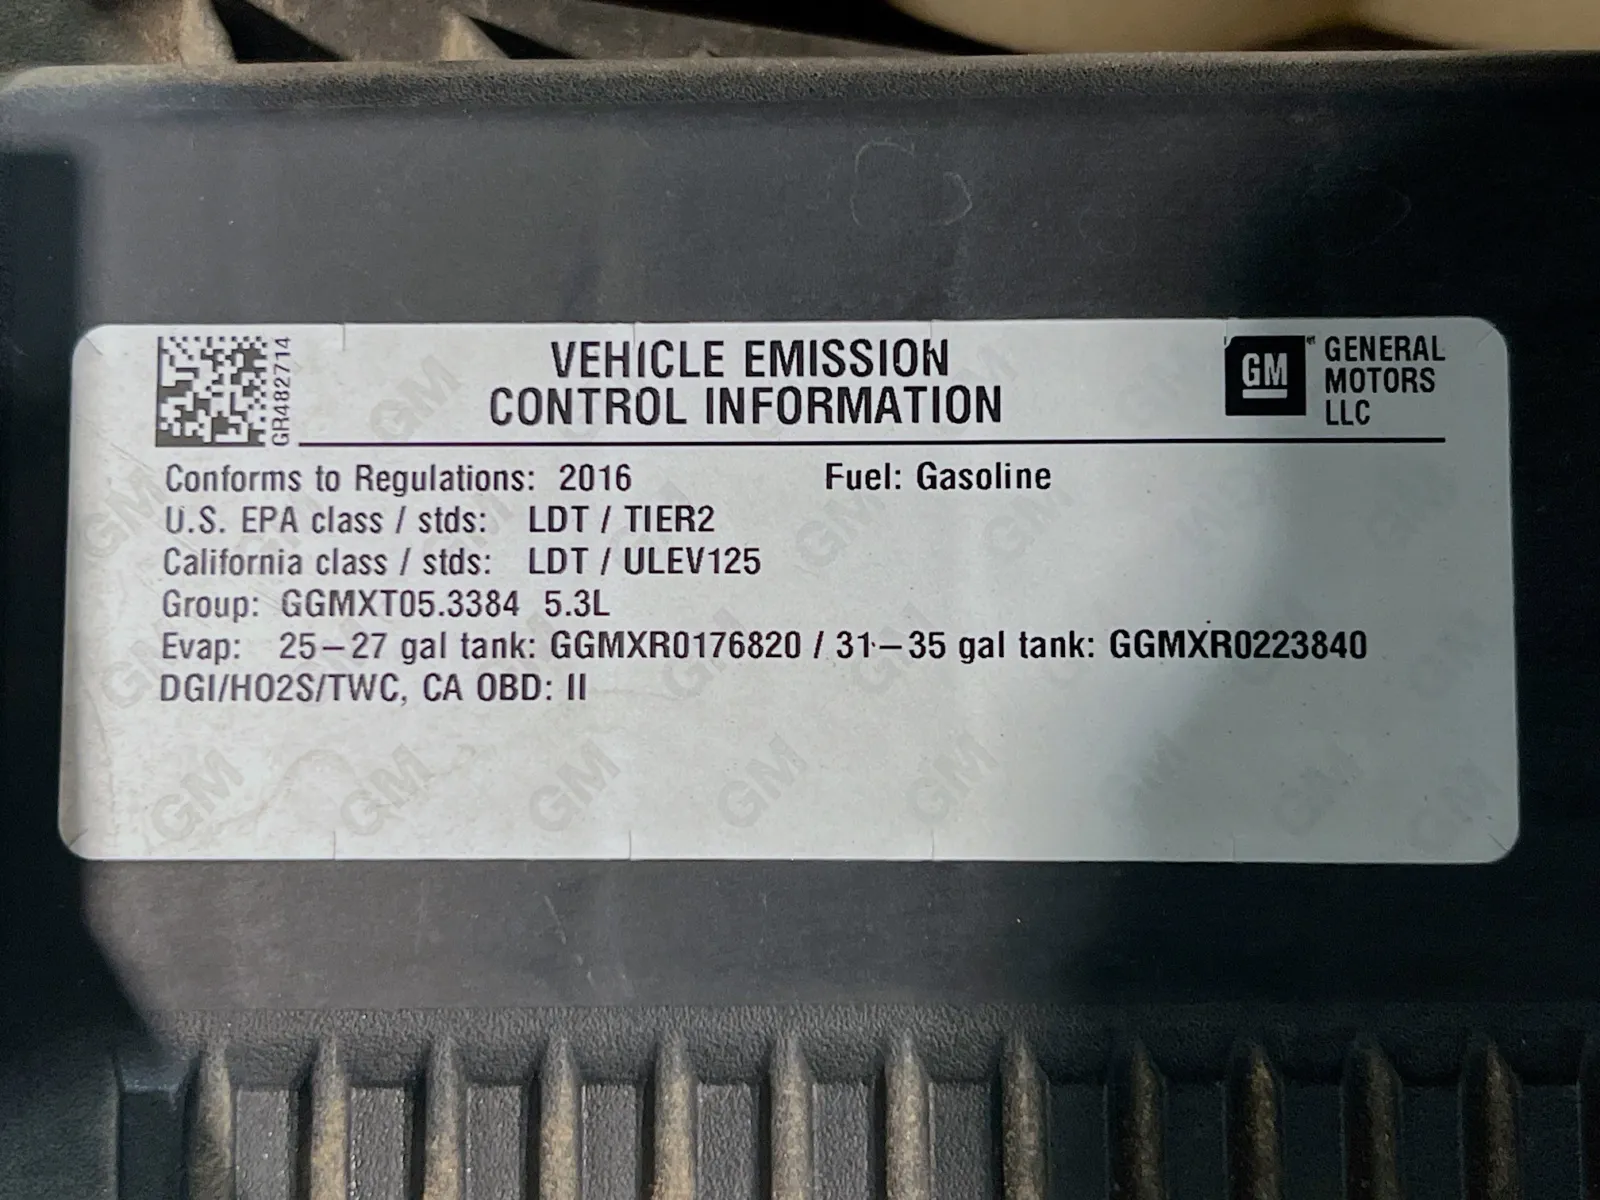 GR482714
VEHICLE EMISSION
CONTROL INFORMATION
GM
GENERAL
MOTORS
LLC
Conforms to Regulations: 2016 Fuel: Gasoline
U.S. EPA class / stds: LDT / TIER2
California class / stds: LDT / ULEV125
Group: GGMXT05.3384 5.3L
Evap: 25–27 gal tank: GGMXR0176820 / 31–35 gal tank: GGMXR0223840
DGI/HO2S/TWC, CA OBD: II